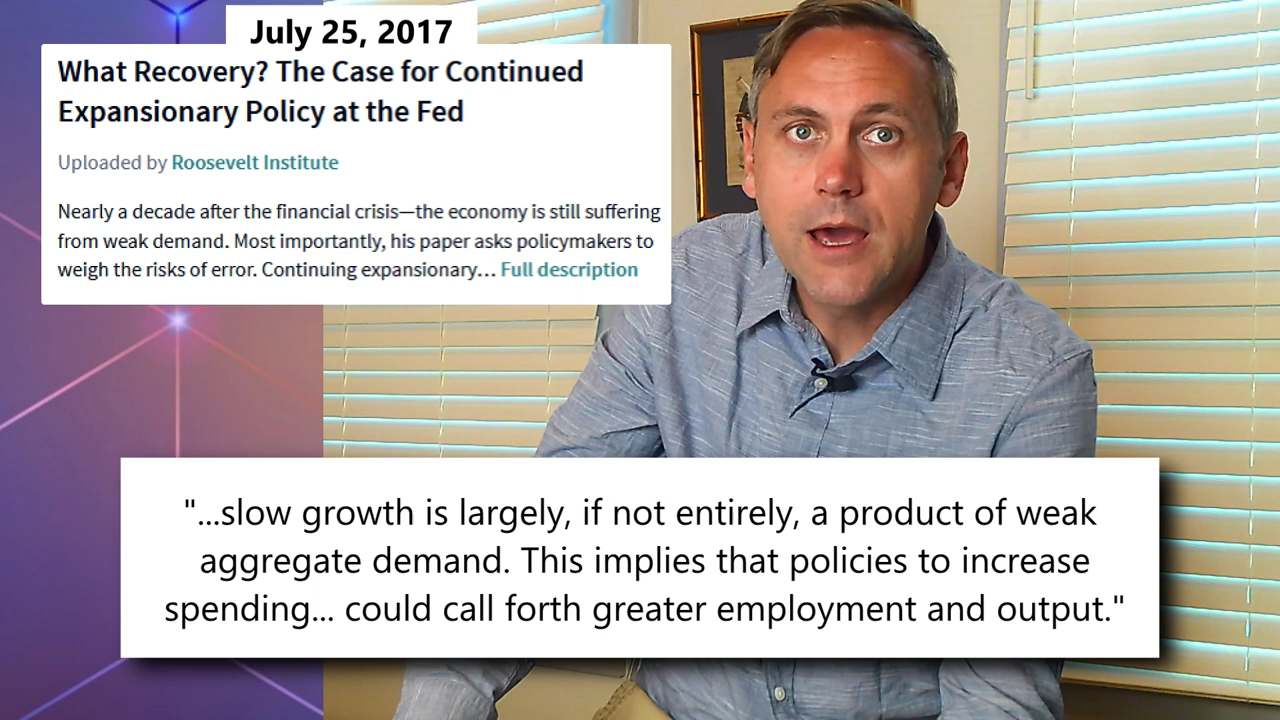 July 25, 2017
What Recovery? The Case for Continued
Expansionary Policy at the Fed
Uploaded by Roosevelt Institute
Nearly a decade after the financial crisis—the economy is still suffering
from weak demand. Most importantly, his paper asks policymakers to
weigh the risks of error. Continuing expansionary... Full description
"...slow growth is largely, if not entirely, a product of weak
aggregate demand. This implies that policies to increase
spending... could call forth greater employment and output."